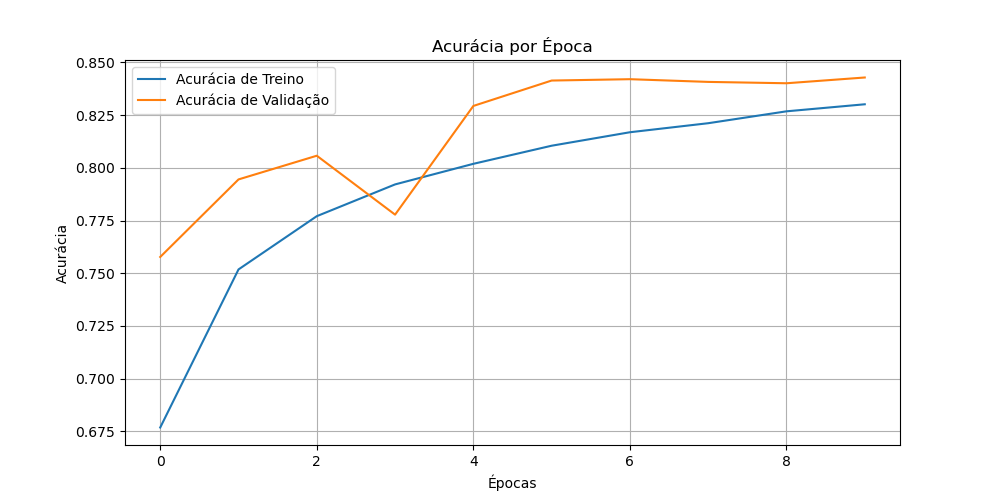 Acurácia por Época
Acurácia de Treino
Acurácia de Validação
0.850
0.825
0.800
0.775
0.750
0.725
0.700
0.675
Acurácia
0 2 4 6 8
Épocas